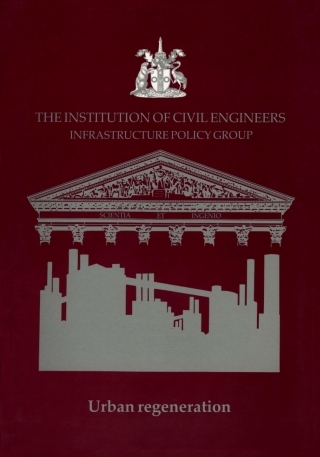 THE INSTITUTION OF CIVIL ENGINEERS
INFRASTRUCTURE POLICY GROUP
SCIENTIA ET INGENIO
Urban regeneration